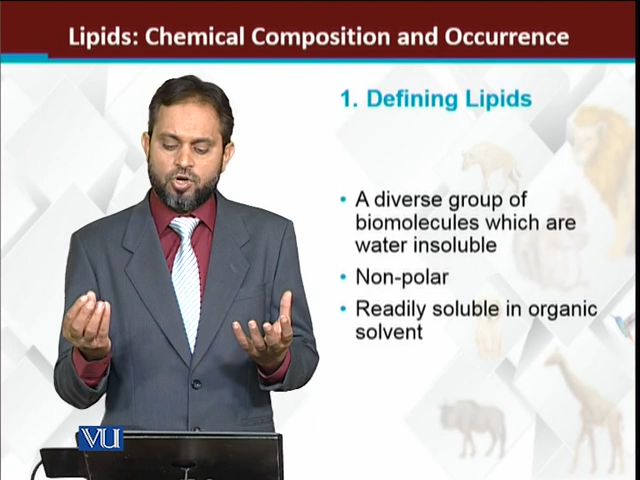 Lipids: Chemical Composition and Occurrence
1. Defining Lipids
• A diverse group of
biomolecules which are
water insoluble
• Non-polar
• Readily soluble in organic
solvent
VU